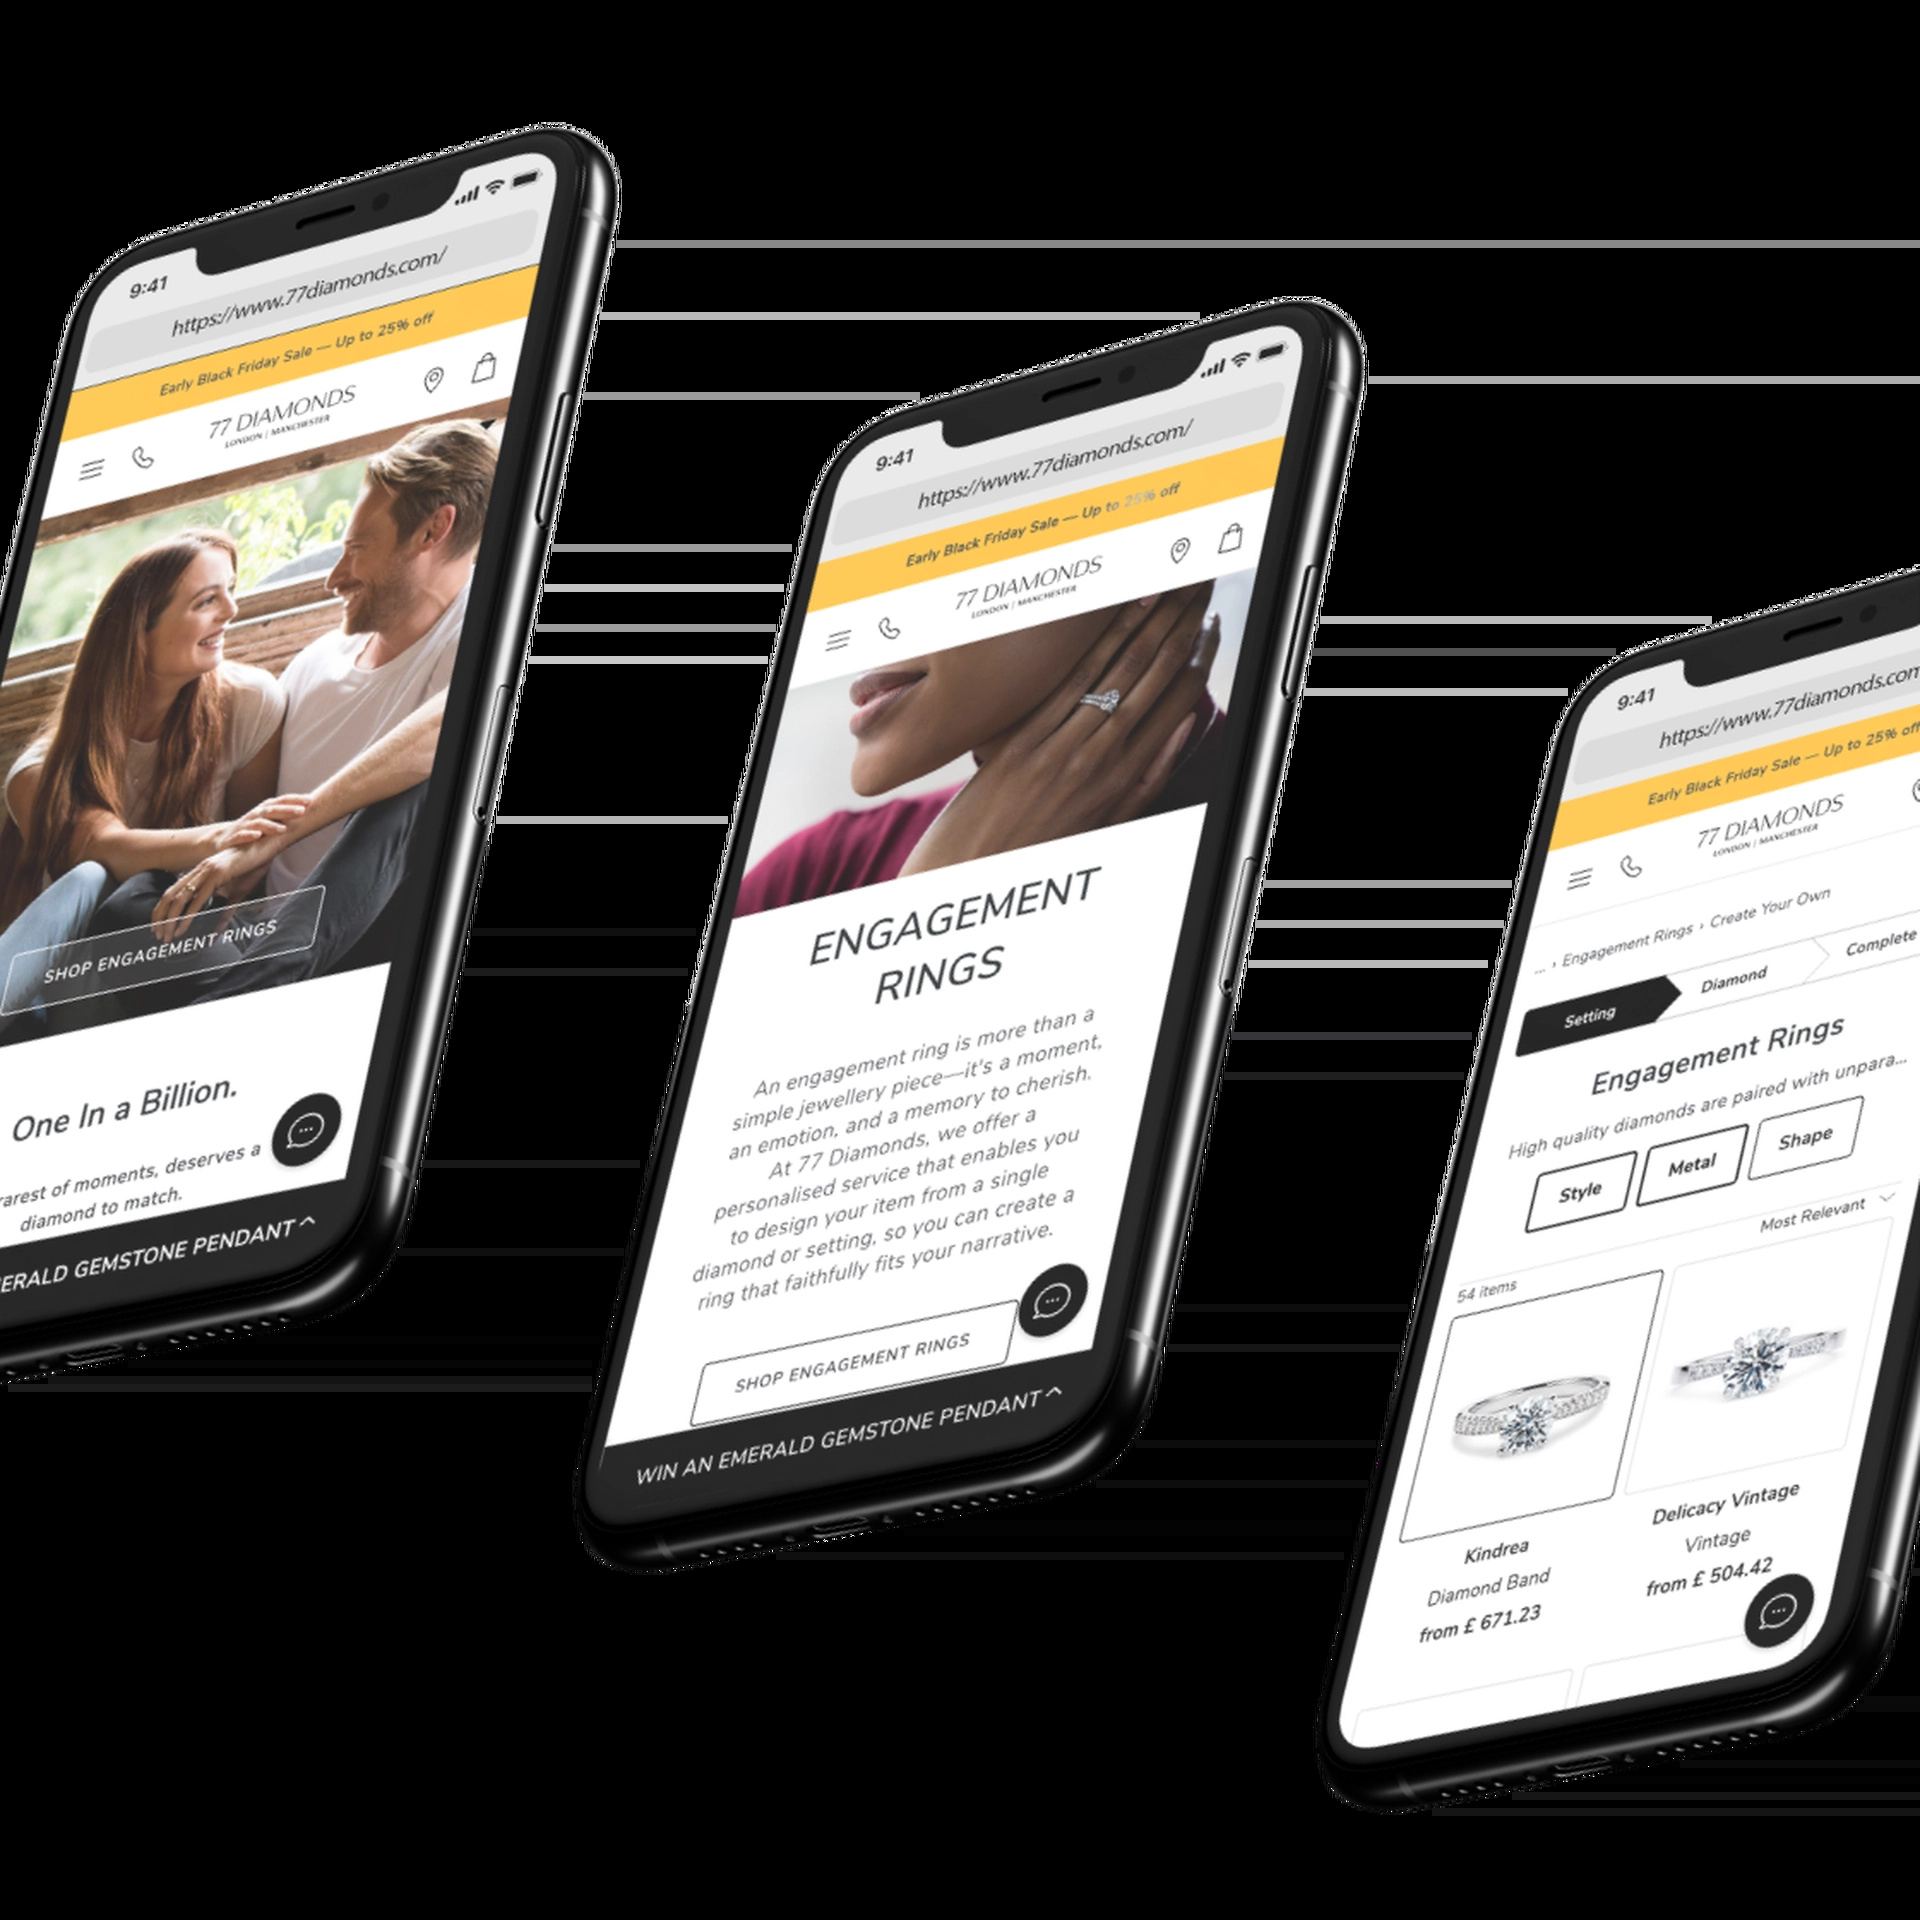 9:41
https://www.77diamonds.com/
Early Black Friday Sale — Up to 25% off
77 DIAMONDS
LONDON | MANCHESTER
SHOP ENGAGEMENT RINGS
One In a Billion.
rarest of moments, deserves a
diamond to match.
GEMSTONE PENDANT
9:41
https://www.77diamonds.com/
Early Black Friday Sale — Up to 25% off
77 DIAMONDS
LONDON | MANCHESTER
ENGAGEMENT
RINGS
An engagement ring is more than a
simple jewellery piece—it's a moment,
an emotion, and a memory to cherish.
At 77 Diamonds, we offer a
personalised service that enables you
to design your item from a single
diamond or setting, so you can create a
ring that faithfully fits your narrative.
SHOP ENGAGEMENT RINGS
WIN AN EMERALD GEMSTONE PENDANT
9:41
https://www.77diamonds.com
Early Black Friday Sale — Up to 25% off
77 DIAMONDS
LONDON | MANCHESTER
... › Engagement Rings › Create Your Own
Setting Diamond Complete
Engagement Rings
High quality diamonds are paired with unpara...
Style Metal Shape
Most Relevant
54 items
Kindrea
Diamond Band
from £ 671.23
Delicacy Vintage
Vintage
from £ 504.42